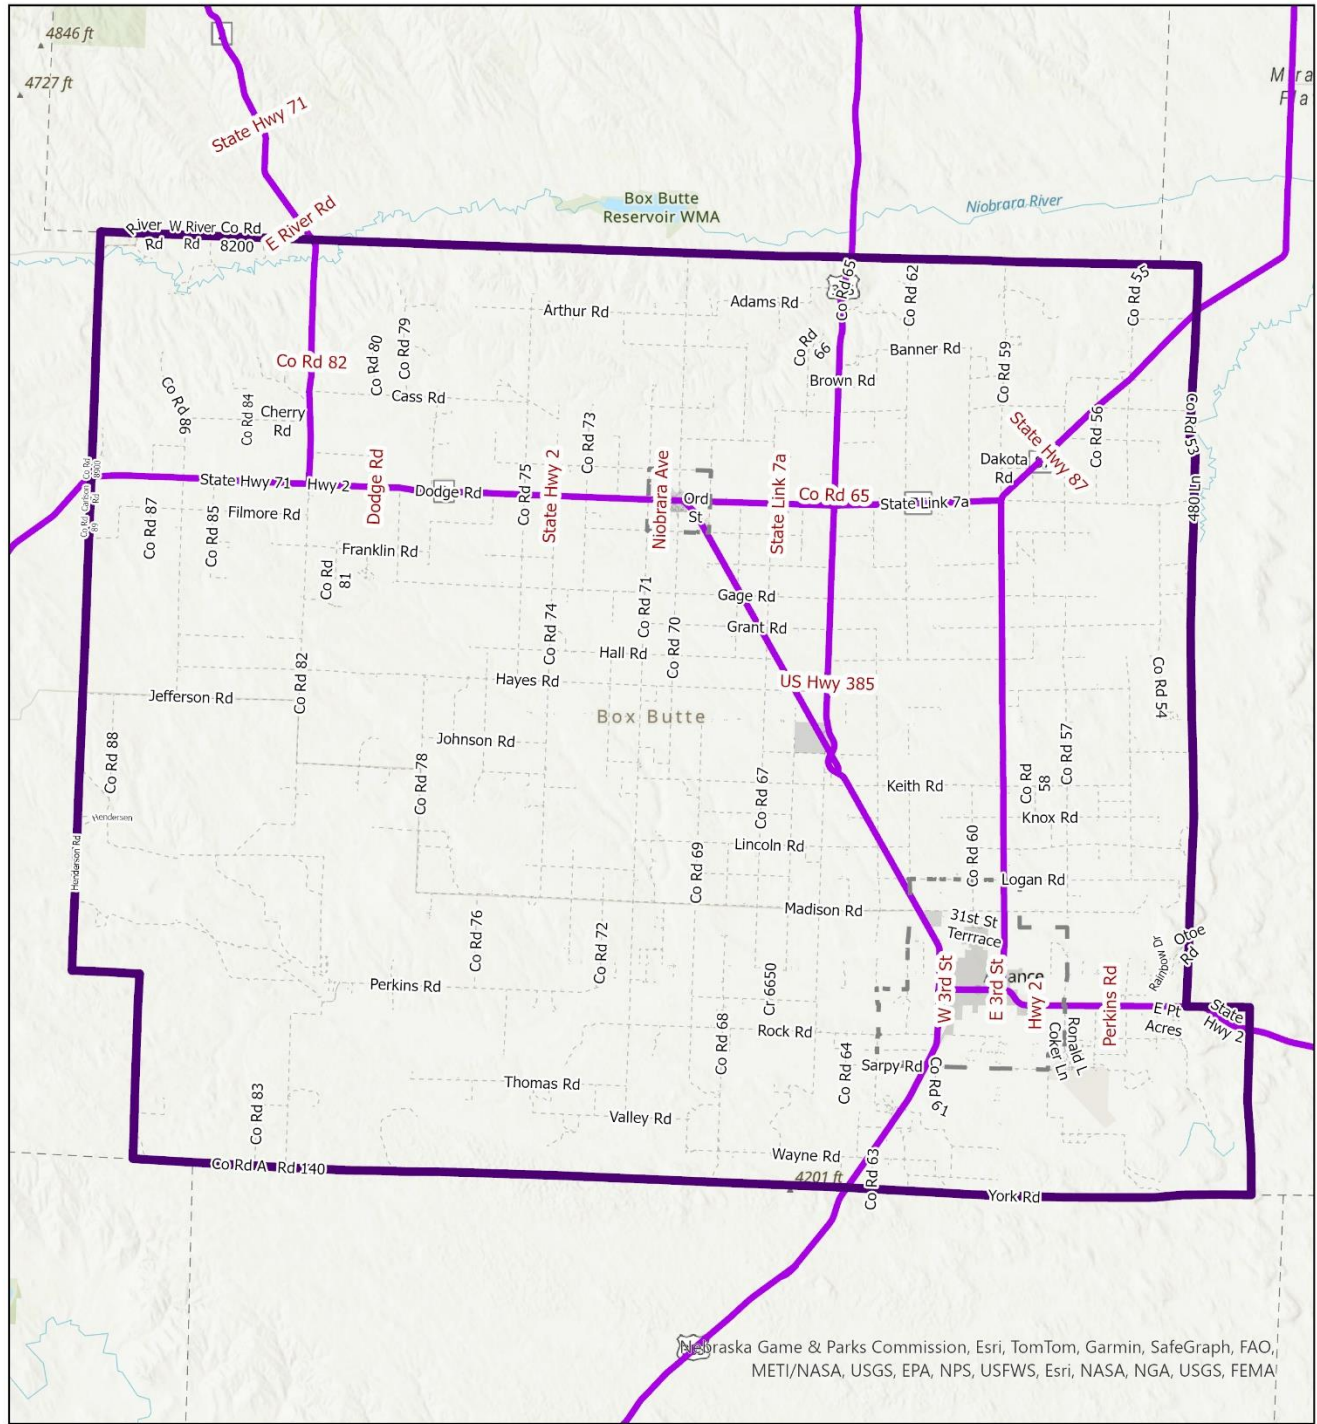 4846 ft
4727 ft
State Hwy 71
Box Butte
Reservoir WMA
Niobrara River
River
Rd
W River Co Rd
Rd
8200
E River Rd
Co Rd 65
Co Rd 62
Co Rd 55
Arthur Rd
Adams Rd
Co Rd
66
Banner Rd
Co Rd 59
Co Rd 82
Co Rd 80
Co Rd 79
Brown Rd
Cass Rd
Co Rd 86
Co Rd 84
Cherry
Rd
Co Rd 73
Co Rd 56
Co Rd 53
State Hwy 87
Dakota
Rd
State Hwy 71
Hwy 2
Dodge Rd
Dodge Rd
Co Rd 75
State Hwy 2
Niobrara Ave
Ord
St
State Link 7a
Co Rd 65
State Link 7a
480
Co Rd 87
Co Rd 85
Filmore Rd
Franklin Rd
Co Rd
81
Gage Rd
Grant Rd
Co Rd 74
Co Rd 71
Co Rd 70
Hall Rd
Hayes Rd
Co Rd 82
Jefferson Rd
US Hwy 385
Co Rd 54
Box Butte
Johnson Rd
Co Rd 88
Co Rd 78
Co Rd 67
Keith Rd
Co Rd
58
Co Rd 57
Knox Rd
Hendersen
Hunderson Rd
Lincoln Rd
Co Rd 69
Co Rd 60
Logan Rd
Madison Rd
31st St
Terrrace
Co Rd 76
Co Rd 72
Otoe
Rd
Rainbow Dr
Perkins Rd
Cr 6650
W 3rd St
E 3rd St
Hwy 2
Perkins Rd
E Pt
Acres
State
Hwy 2
Rock Rd
Co Rd 68
Ronald L
Coker Ln
Sarpy Rd
Co Rd 64
Co Rd
61
Thomas Rd
Co Rd 83
Valley Rd
Wayne Rd
Co Rd 63
Co Rd A
Rd 140
4201 ft
York Rd
Nebraska Game & Parks Commission, Esri, TomTom, Garmin, SafeGraph, FAO,
METI/NASA, USGS, EPA, NPS, USFWS, Esri, NASA, NGA, USGS, FEMA